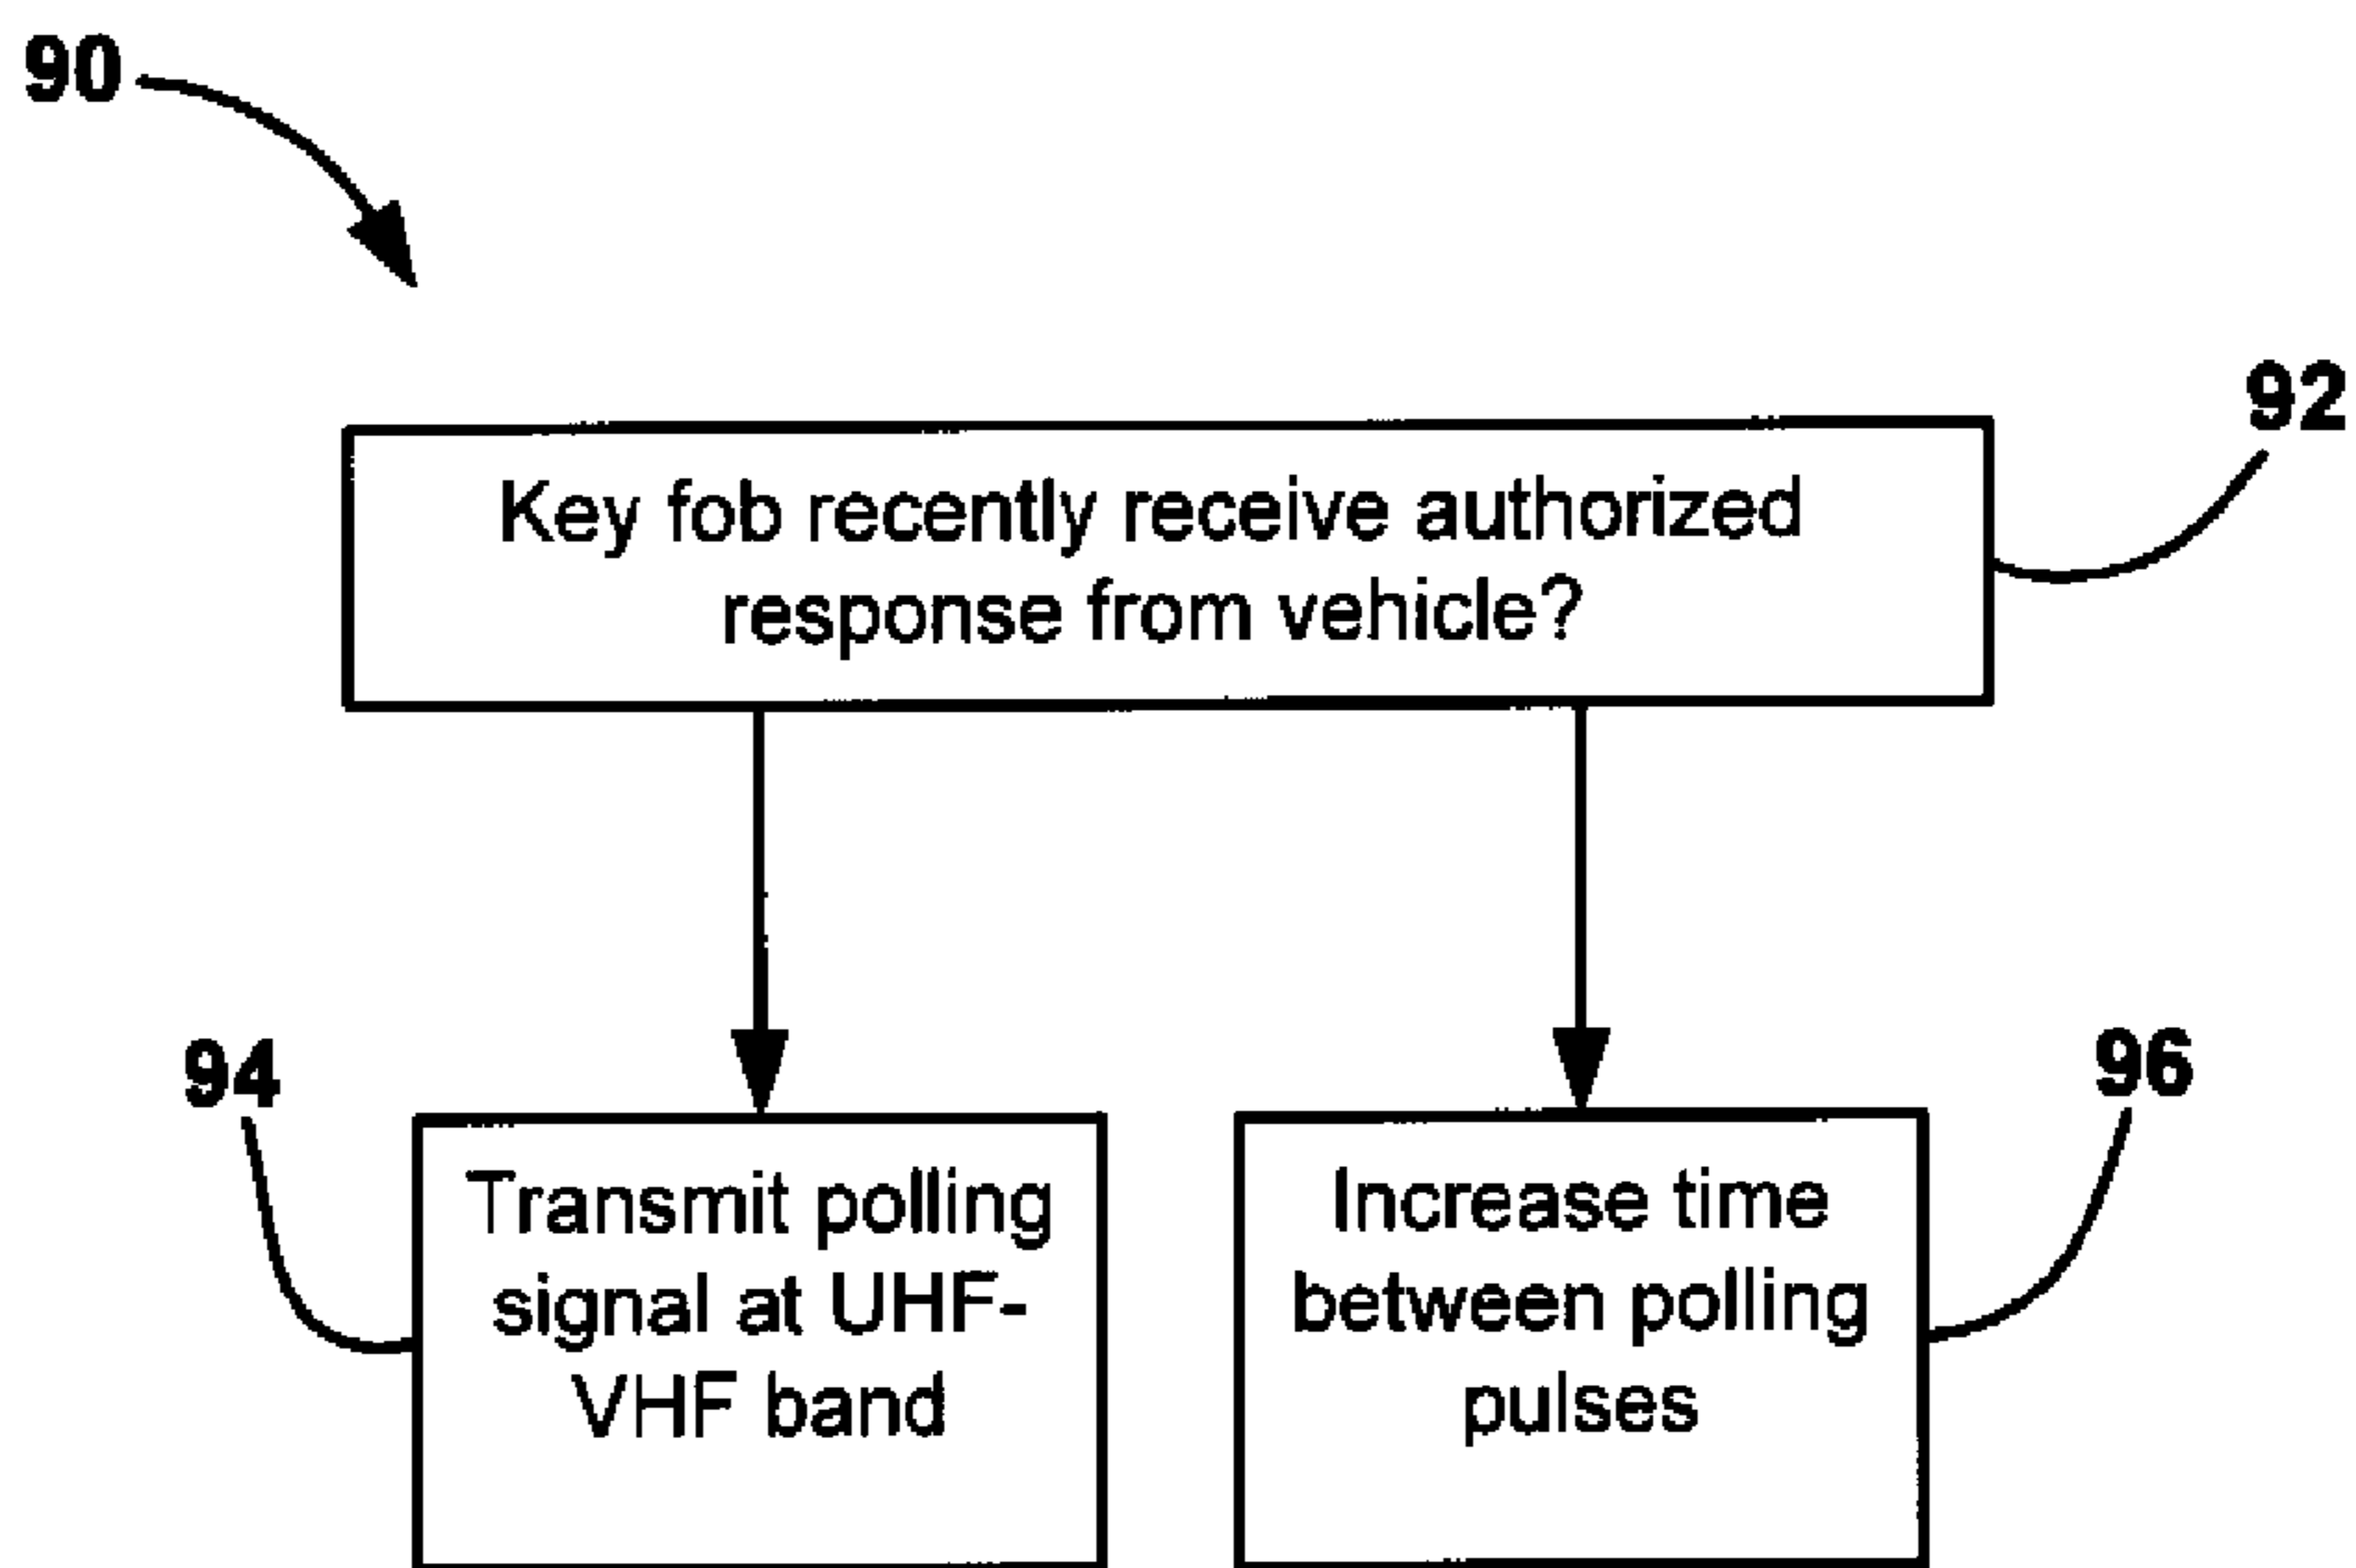 90
92
Key fob recently receive authorized
response from vehicle?
94
96
Transmit polling
signal at UHF-
VHF band
Increase time
between polling
pulses